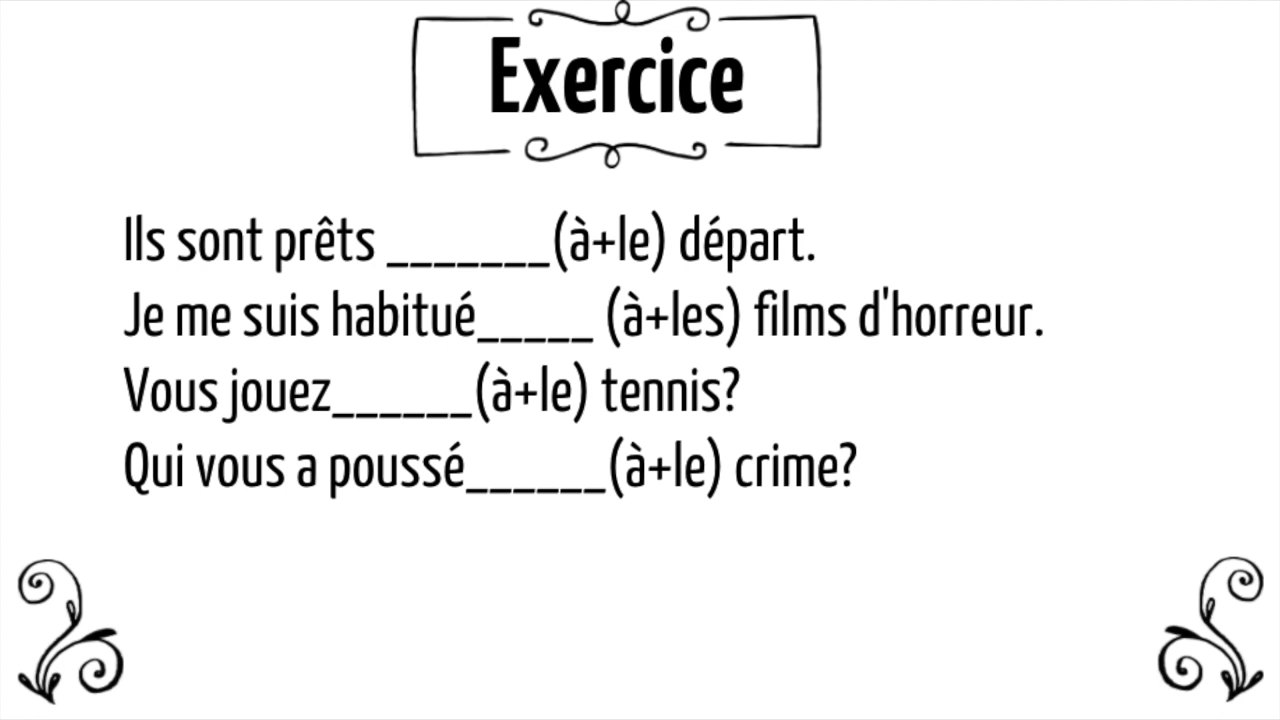 Exercice
Ils sont prêts _______(à+le) départ.
Je me suis habitué_____ (à+les) films d'horreur.
Vous jouez______(à+le) tennis?
Qui vous a poussé______(à+le) crime?